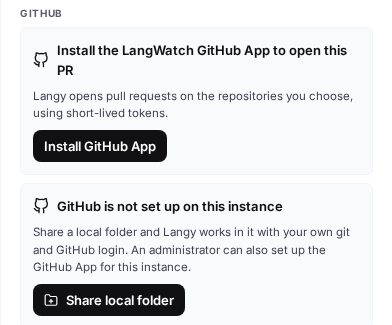 GITHUB
Install the LangWatch GitHub App to open this
PR
Langy opens pull requests on the repositories you choose,
using short-lived tokens.
Install GitHub App
GitHub is not set up on this instance
Share a local folder and Langy works in it with your own git
and GitHub login. An administrator can also set up the
GitHub App for this instance.
Share local folder